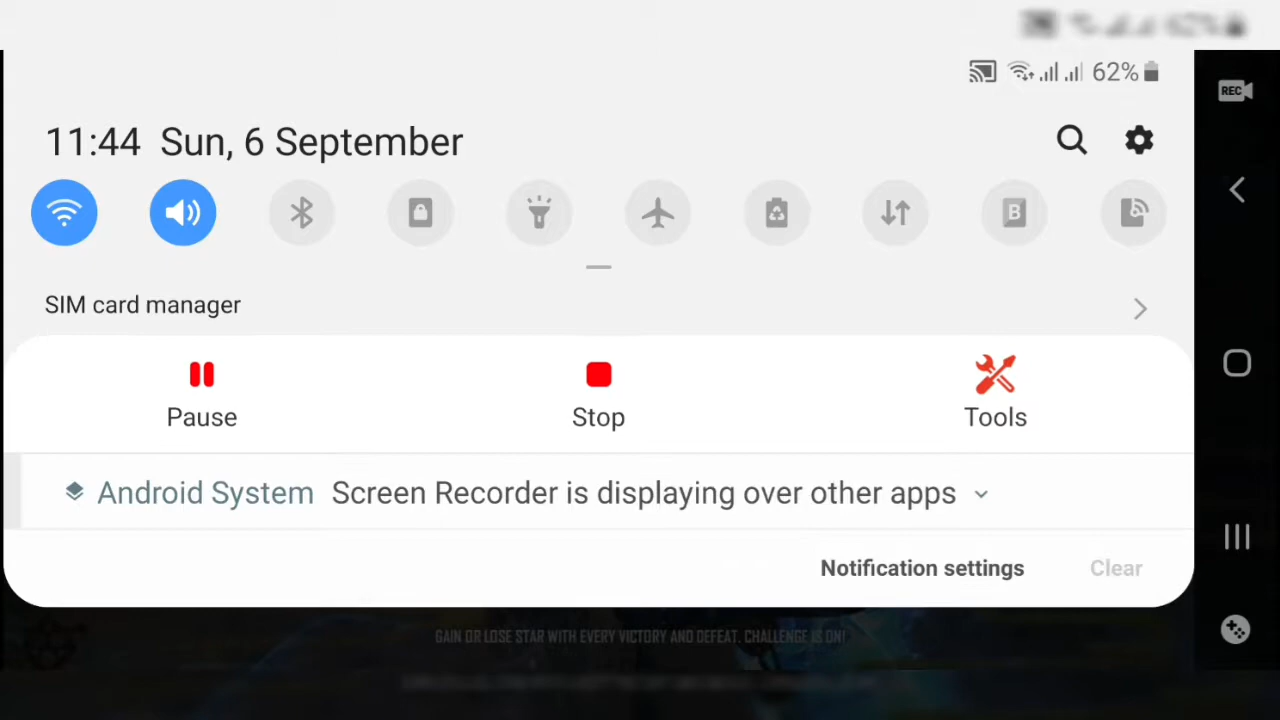 62%
REC
11:44 Sun, 6 September
B
SIM card manager
Pause
Stop
Tools
Android System Screen Recorder is displaying over other apps
Notification settings
Clear
GAIN OR LOSE STAR WITH EVERY VICTORY AND DEFEAT. CHALLENGE IS ON!